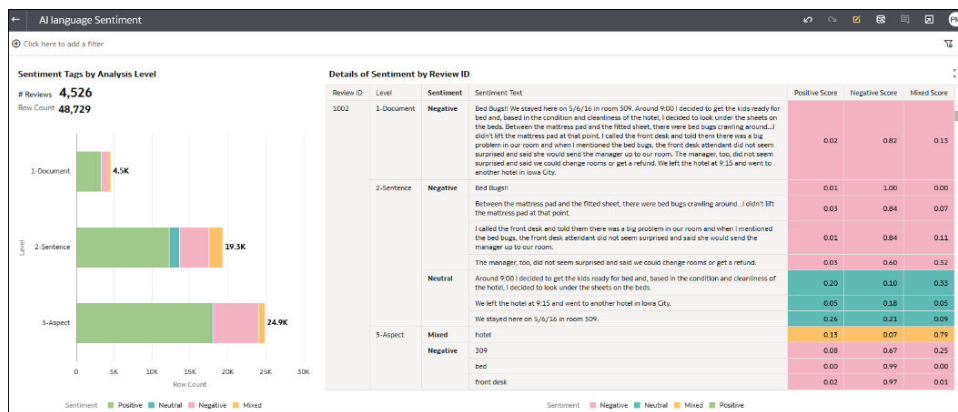 AI language Sentiment
Click here to add a filter
Sentiment Tags by Analysis Level
# Reviews 4,526
Row Count 48,729
Level
1-Document
4.5K
2-Sentence
19.3K
3-Aspect
24.9K
0 5K 10K 15K 20K 25K 30K
Row Count
Sentiment Positive Neutral Negative Mixed
Details of Sentiment by Review ID
Review ID Level Sentiment Sentiment Text Positive Score Negative Score Mixed Score
1002 1-Document Negative Bed Bugs!! We stayed here on 5/6/16 in room 309. Around 9:00 I decided to get the kids ready for
bed and, based in the condition and cleanliness of the hotel, I decided to look under the sheets on
the beds. Between the mattress pad and the fitted sheet, there were bed bugs crawling around...I
didn't lift the mattress pad at that point. I called the front desk and told them there was a big
problem in our room and when I mentioned the bed bugs, the front desk attendant did not seem
surprised and said she would send the manager up to our room. The manager, too, did not seem
surprised and said we could change rooms or get a refund. We left the hotel at 9:15 and went to
another hotel in Iowa City.
0.02 0.82 0.13
2-Sentence Negative Bed Bugs!! 0.01 1.00 0.00
Between the mattress pad and the fitted sheet, there were bed bugs crawling around...I didn't lift
the mattress pad at that point.
0.03 0.84 0.07
I called the front desk and told them there was a big problem in our room and when I mentioned
the bed bugs, the front desk attendant did not seem surprised and said she would send the
manager up to our room.
0.01 0.84 0.11
The manager, too, did not seem surprised and said we could change rooms or get a refund. 0.03 0.60 0.32
Neutral Around 9:00 I decided to get the kids ready for bed and, based in the condition and cleanliness of
the hotel, I decided to look under the sheets on the beds.
0.20 0.10 0.33
We left the hotel at 9:15 and went to another hotel in Iowa City. 0.05 0.18 0.05
We stayed here on 5/6/16 in room 309. 0.26 0.21 0.09
3-Aspect Mixed hotel 0.13 0.07 0.79
Negative 309 0.08 0.67 0.25
bed 0.00 0.99 0.00
front desk 0.02 0.97 0.01
Sentiment Negative Neutral Mixed Positive